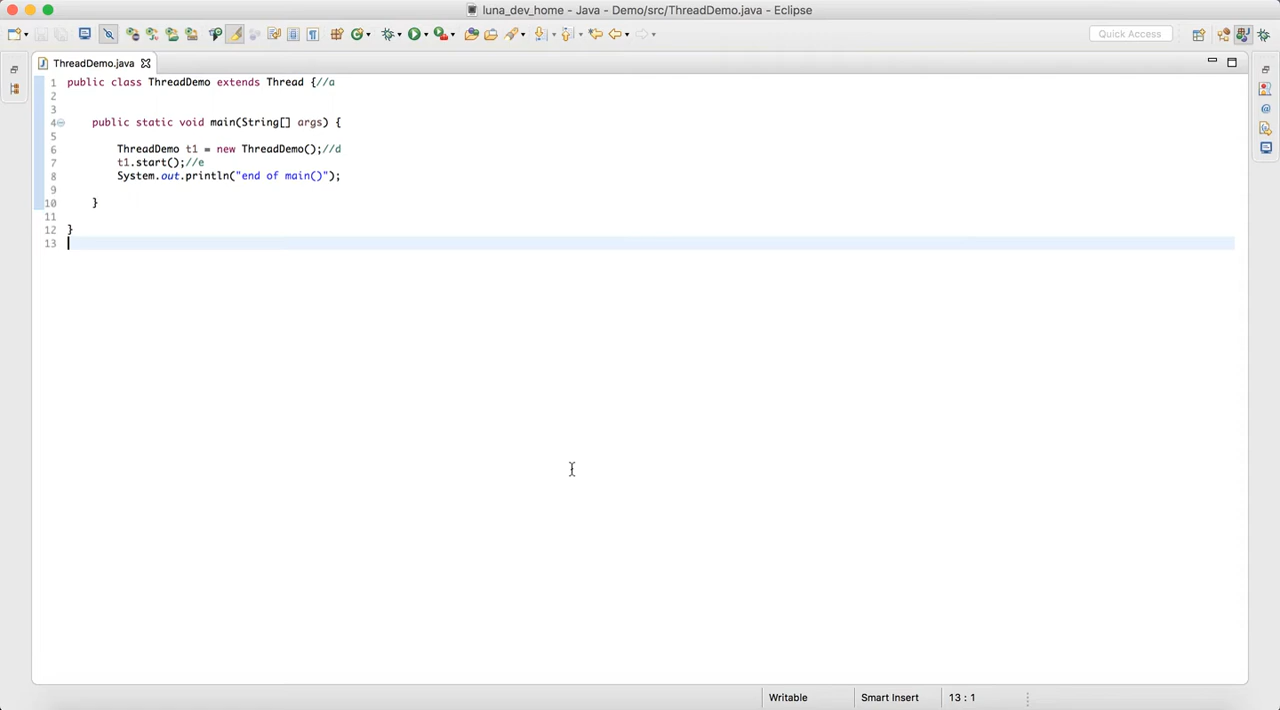 luna_dev_home - Java - Demo/src/ThreadDemo.java - Eclipse
Quick Access
ThreadDemo.java
1 public class ThreadDemo extends Thread {//a
2
3
4 public static void main(String[] args) {
5
6 ThreadDemo t1 = new ThreadDemo();//d
7 t1.start();//e
8 System.out.println("end of main()");
9
10 }
11
12 }
13
Writable Smart Insert 13 : 1